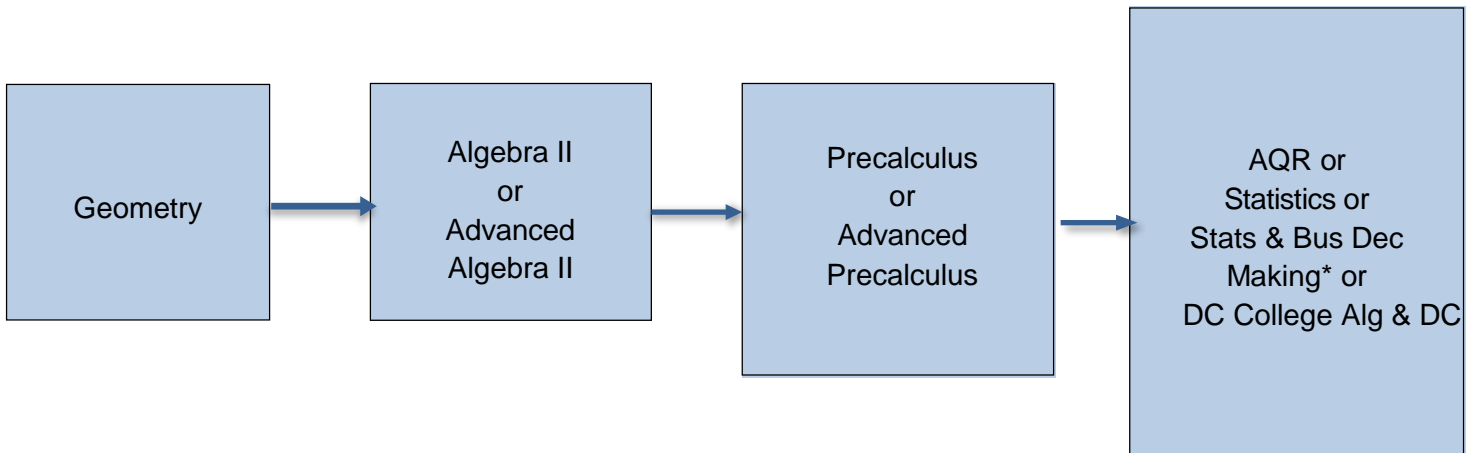 Geometry
Algebra II
or
Advanced
Algebra II
Precalculus
or
Advanced
Precalculus
AQR or
Statistics or
Stats & Bus Dec
Making* or
DC College Alg & DC